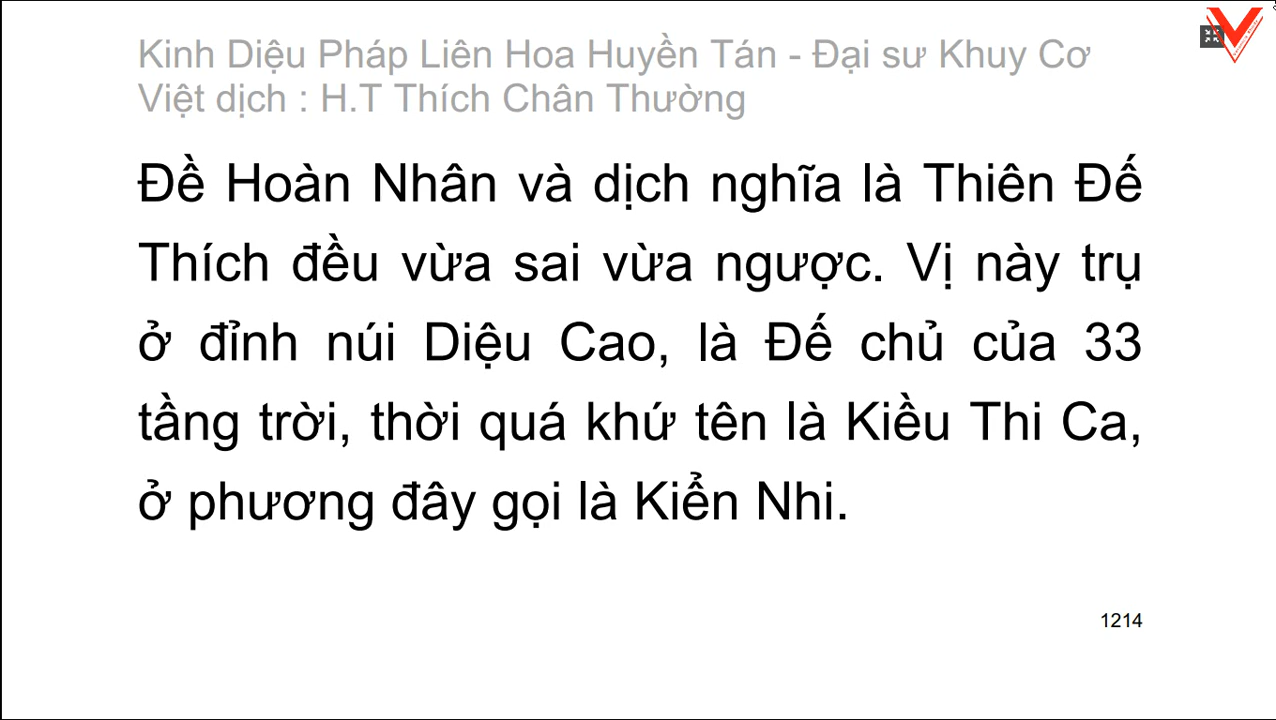 Kinh Diệu Pháp Liên Hoa Huyền Tán - Đại sư Khuy Cơ
Việt dịch : H.T Thích Chân Thường
Đề Hoàn Nhân và dịch nghĩa là Thiên Đế
Thích đều vừa sai vừa ngược. Vị này trụ
ở đỉnh núi Diệu Cao, là Đế chủ của 33
tầng trời, thời quá khứ tên là Kiều Thi Ca,
ở phương đây gọi là Kiển Nhi.
1214